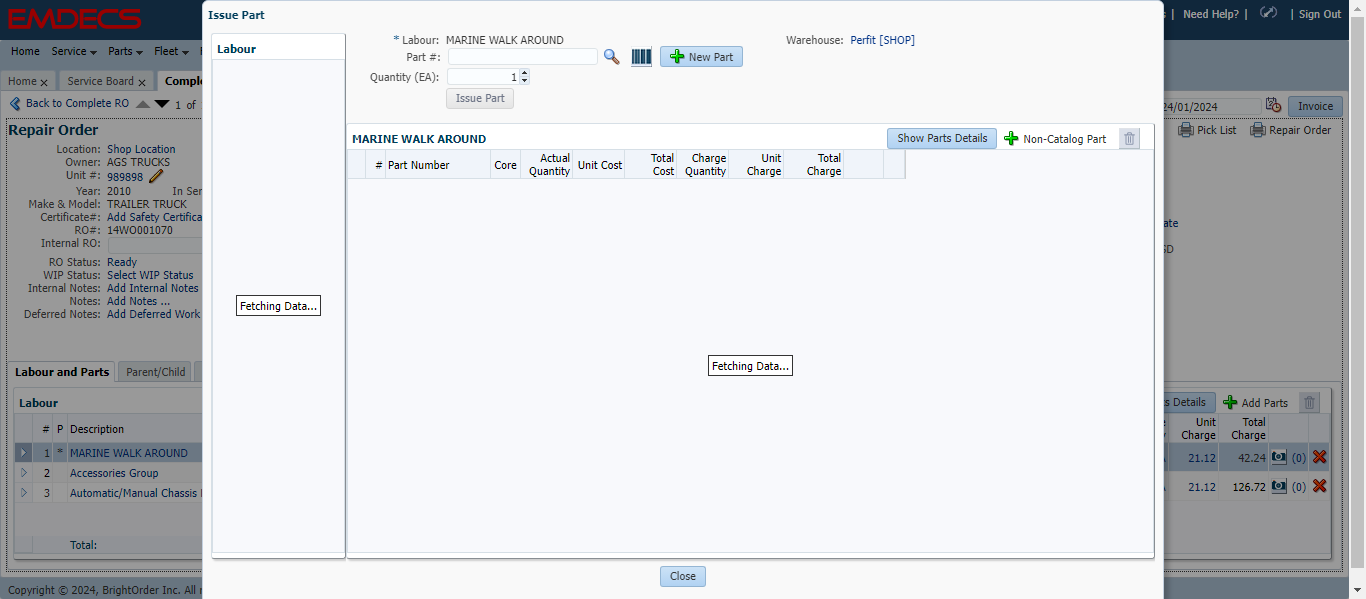 EMDECS
Need Help? | | Sign Out
Home Service Parts Fleet
Home x Service Board x Comple
Back to Complete RO 1 of
24/01/2024 Invoice
Pick List Repair Order
Repair Order
Location: Shop Location
Owner: AGS TRUCKS
Unit #: 989898
Year: 2010 In Ser
Make & Model: TRAILER TRUCK
Certificate#: Add Safety Certifica
RO#: 14WO001070
Internal RO:
RO Status: Ready
WIP Status: Select WIP Status
Internal Notes: Add Internal Notes
Notes: Add Notes ...
Deferred Notes: Add Deferred Work
Labour and Parts Parent/Child
Labour
# P Description
1 * MARINE WALK AROUND
2 Accessories Group
3 Automatic/Manual Chassis
Total:
Copyright © 2024, BrightOrder Inc. All
Issue Part
Labour
Fetching Data...
* Labour: MARINE WALK AROUND
Warehouse: Perfit [SHOP]
Part #: New Part
Quantity (EA): 1
Issue Part
MARINE WALK AROUND Show Parts Details Non-Catalog Part
# Part Number Core Actual Quantity Unit Cost Total Cost Charge Quantity Unit Charge Total Charge
Fetching Data...
Close
Details Add Parts
Unit Charge Total Charge
21.12 42.24 (0)
21.12 126.72 (0)